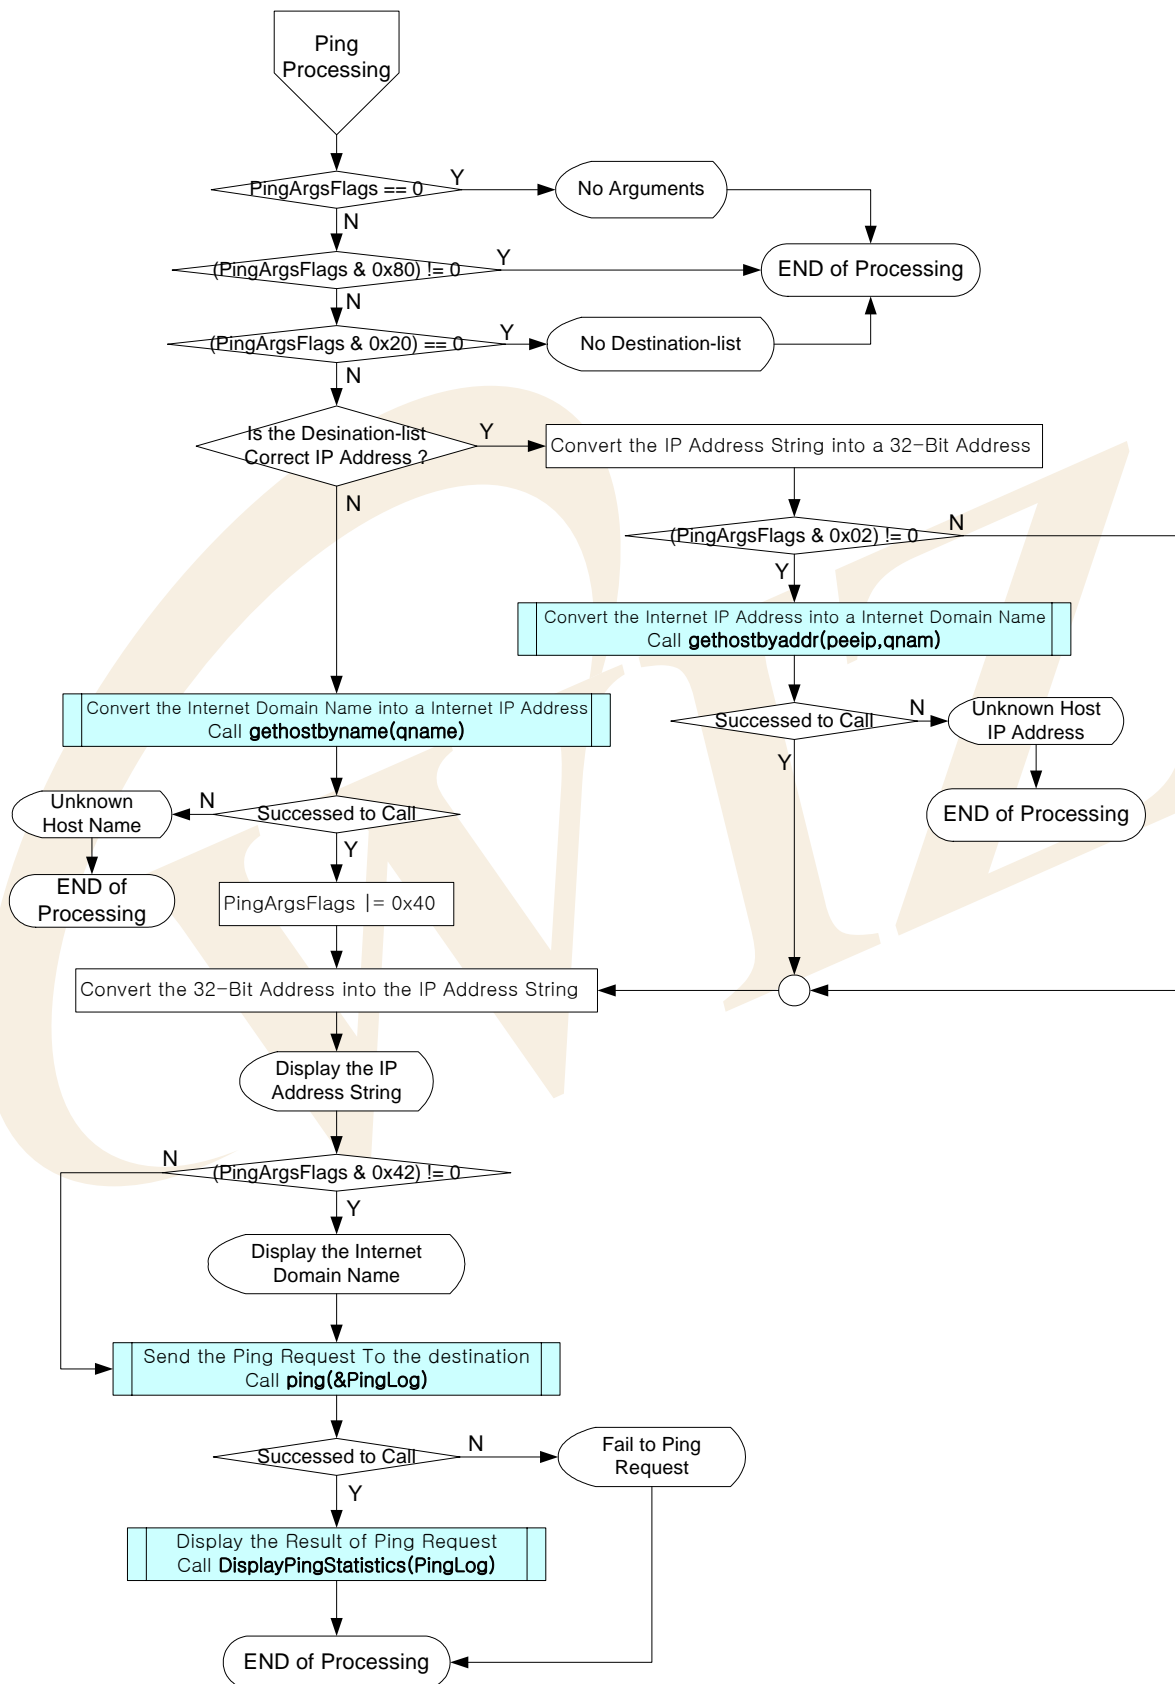 Ping
Processing
PingArgsFlags == 0
Y
No Arguments
N
(PingArgsFlags & 0x80) != 0
Y
END of Processing
N
(PingArgsFlags & 0x20) == 0
Y
No Destination-list
N
Is the Desination-list
Correct IP Address ?
Y
Convert the IP Address String into a 32-Bit Address
N
(PingArgsFlags & 0x02) != 0
N
Y
Convert the Internet IP Address into a Internet Domain Name
Call gethostbyaddr(peeip,qnam)
Convert the Internet Domain Name into a Internet IP Address
Call gethostbyname(qname)
Successed to Call
N
Unknown Host
IP Address
Y
END of Processing
Unknown
Host Name
N
Successed to Call
Y
END of
Processing
PingArgsFlags |= 0x40
Convert the 32-Bit Address into the IP Address String
Display the IP
Address String
N
(PingArgsFlags & 0x42) != 0
Y
Display the Internet
Domain Name
Send the Ping Request To the destination
Call ping(&PingLog)
Successed to Call
N
Fail to Ping
Request
Y
Display the Result of Ping Request
Call DisplayPingStatistics(PingLog)
END of Processing